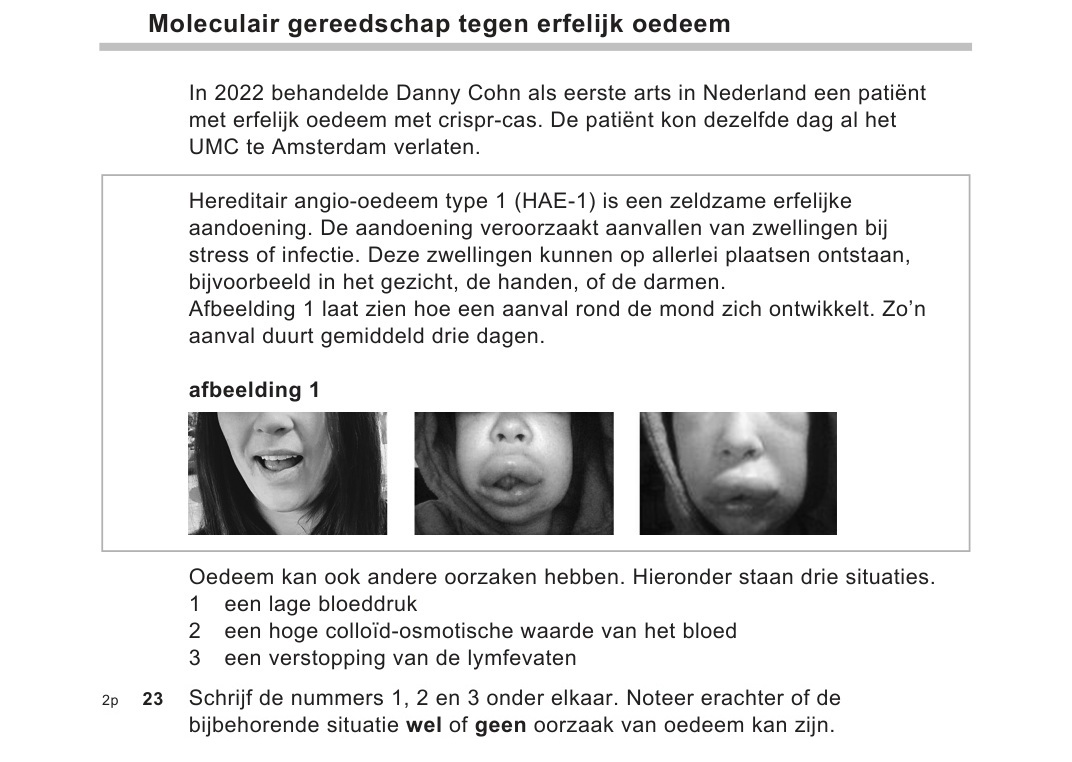 Moleculair gereedschap tegen erfelijk oedeem
In 2022 behandelde Danny Cohn als eerste arts in Nederland een patiënt
met erfelijk oedeem met crispr-cas. De patiënt kon dezelfde dag al het
UMC te Amsterdam verlaten.
Hereditair angio-oedeem type 1 (HAE-1) is een zeldzame erfelijke
aandoening. De aandoening veroorzaakt aanvallen van zwellingen bij
stress of infectie. Deze zwellingen kunnen op allerlei plaatsen ontstaan,
bijvoorbeeld in het gezicht, de handen, of de darmen.
Afbeelding 1 laat zien hoe een aanval rond de mond zich ontwikkelt. Zo’n
aanval duurt gemiddeld drie dagen.
afbeelding 1
Oedeem kan ook andere oorzaken hebben. Hieronder staan drie situaties.
1 een lage bloeddruk
2 een hoge colloïd-osmotische waarde van het bloed
3 een verstopping van de lymfevaten
2p 23 Schrijf de nummers 1, 2 en 3 onder elkaar. Noteer erachter of de
bijbehorende situatie wel of geen oorzaak van oedeem kan zijn.